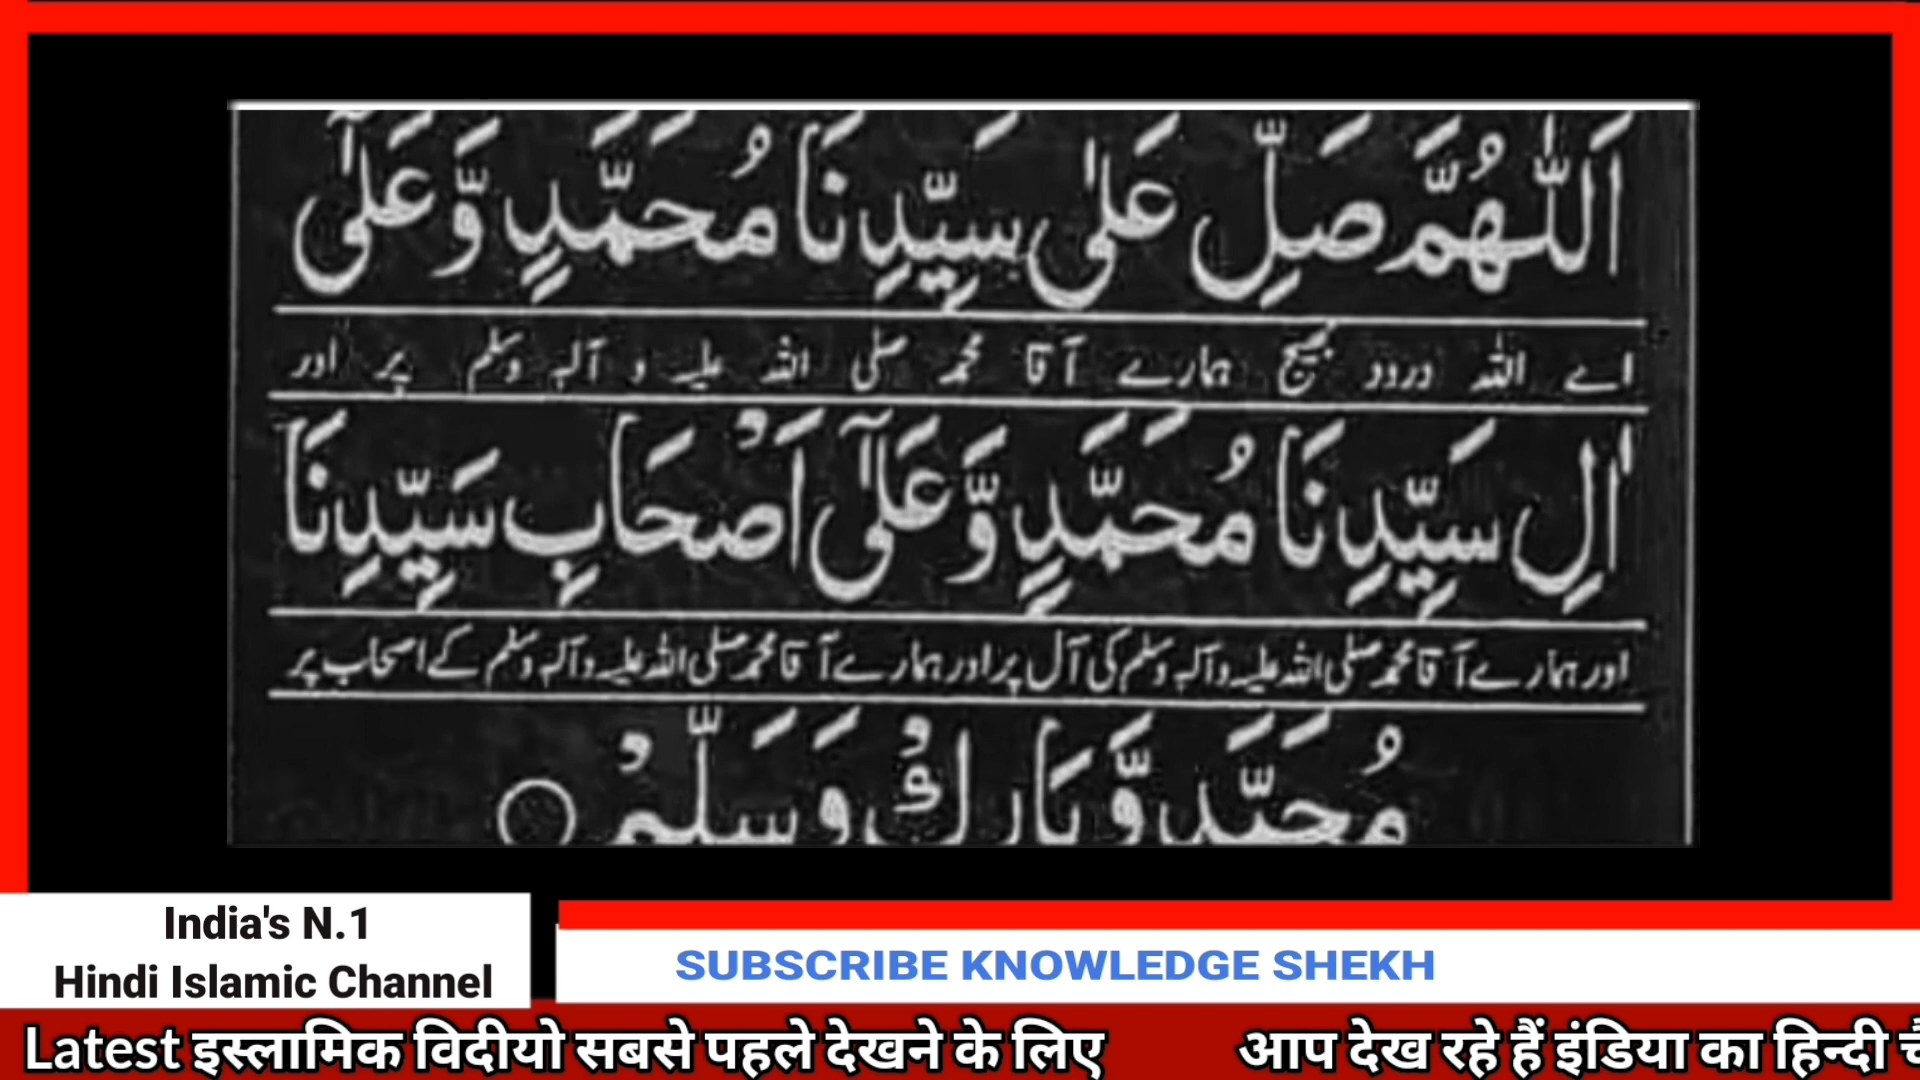 اَللّٰهُمَّ صَلِّ عَلٰى سَيِّدِنَا مُحَمَّدٍ وَّعَلٰٓى
اے اللہ درود بھیج ہمارے آقا محمد صلی اللہ علیہ و آلہ وسلم پر اور
اٰلِ سَيِّدِنَا مُحَمَّدٍ وَّعَلٰٓى اَصْحَابِ سَيِّدِنَا
اور ہمارے آقا محمد صلی اللہ علیہ وآلہ وسلم کی آل پر اور ہمارے آقا محمد صلی اللہ علیہ وآلہ وسلم کے اصحاب پر
مُحَمَّدٍ وَّبَارِكْ وَسَلِّمْ
India's N.1
Hindi Islamic Channel
SUBSCRIBE KNOWLEDGE SHEKH
Latest इस्लामिक विदीयो सबसे पहले देखने के लिए आप देख रहे हैं इंडिया का हिन्दी